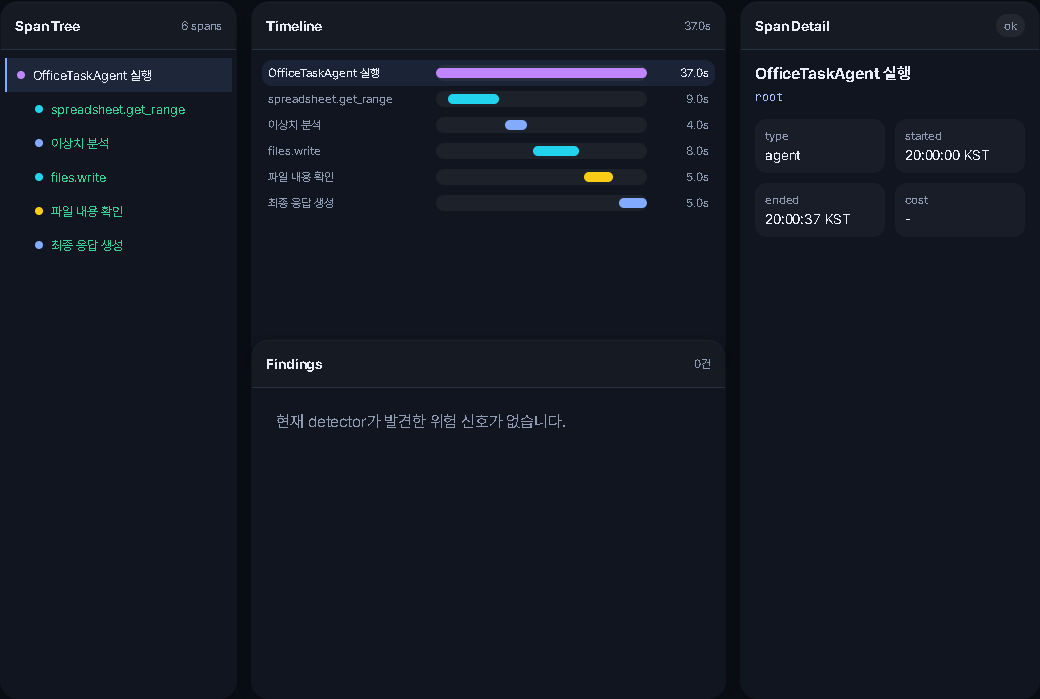 Span Tree
6 spans
OfficeTaskAgent 실행
spreadsheet.get_range
이상치 분석
files.write
파일 내용 확인
최종 응답 생성
Timeline
37.0s
OfficeTaskAgent 실행 37.0s
spreadsheet.get_range 9.0s
이상치 분석 4.0s
files.write 8.0s
파일 내용 확인 5.0s
최종 응답 생성 5.0s
Findings
0건
현재 detector가 발견한 위험 신호가 없습니다.
Span Detail
ok
OfficeTaskAgent 실행
root
type
agent
started
20:00:00 KST
ended
20:00:37 KST
cost
-